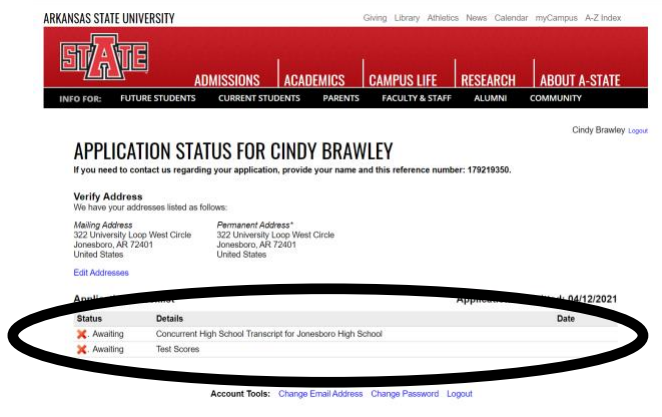 ARKANSAS STATE UNIVERSITY
Giving Library Athletics News Calendar myCampus A-Z Index
STATE
ADMISSIONS ACADEMICS CAMPUS LIFE RESEARCH ABOUT A-STATE
INFO FOR: FUTURE STUDENTS CURRENT STUDENTS PARENTS FACULTY & STAFF ALUMNI COMMUNITY
Cindy Brawley Logout
APPLICATION STATUS FOR CINDY BRAWLEY
If you need to contact us regarding your application, provide your name and this reference number: 179219350.
Verify Address
We have your addresses listed as follows:
Mailing Address Permanent Address*
322 University Loop West Circle 322 University Loop West Circle
Jonesboro, AR 72401 Jonesboro, AR 72401
United States United States
Edit Addresses
04/12/2021
Status Details Date
Awaiting Concurrent High School Transcript for Jonesboro High School
Awaiting Test Scores
Account Tools: Change Email Address Change Password Logout